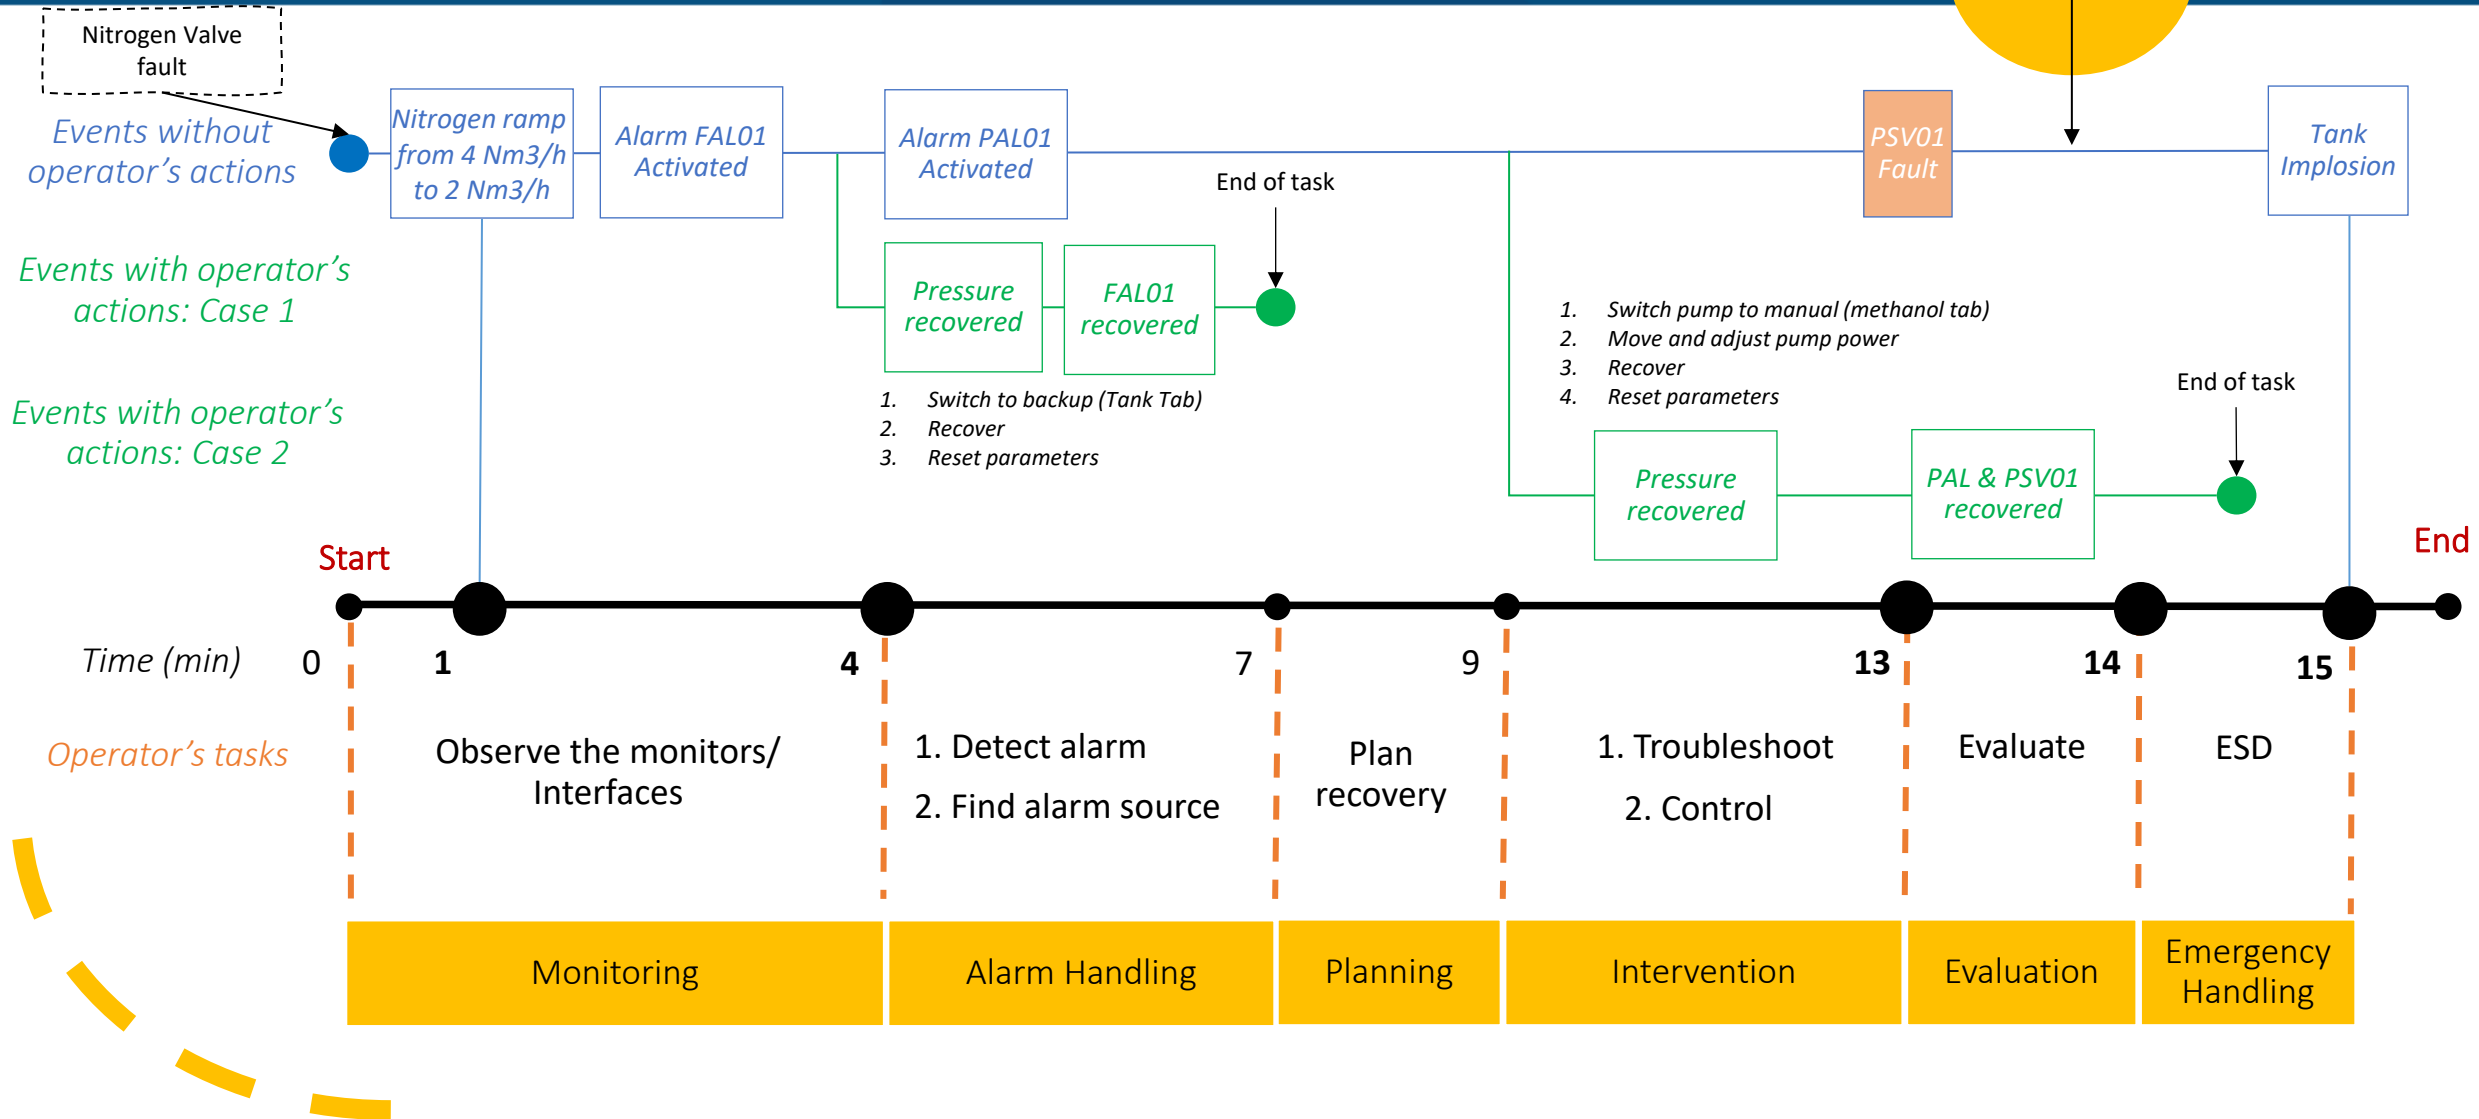 Nitrogen Valve
fault
Events without
operator's actions
Nitrogen ramp
from 4 Nm3/h
to 2 Nm3/h
Alarm FAL01
Activated
Alarm PAL01
Activated
End of task
PSV01
Fault
Tank
Implosion
Events with operator's
actions: Case 1
Pressure
recovered
FAL01
recovered
1. Switch to backup (Tank Tab)
2. Recover
3. Reset parameters
1. Switch pump to manual (methanol tab)
2. Move and adjust pump power
3. Recover
4. Reset parameters
Events with operator's
actions: Case 2
Pressure
recovered
PAL & PSV01
recovered
End of task
Start
End
Time (min)
0
1
4
7
9
13
14
15
Operator's tasks
Observe the monitors/
Interfaces
1. Detect alarm
2. Find alarm source
Plan
recovery
1. Troubleshoot
2. Control
Evaluate
ESD
Monitoring
Alarm Handling
Planning
Intervention
Evaluation
Emergency
Handling